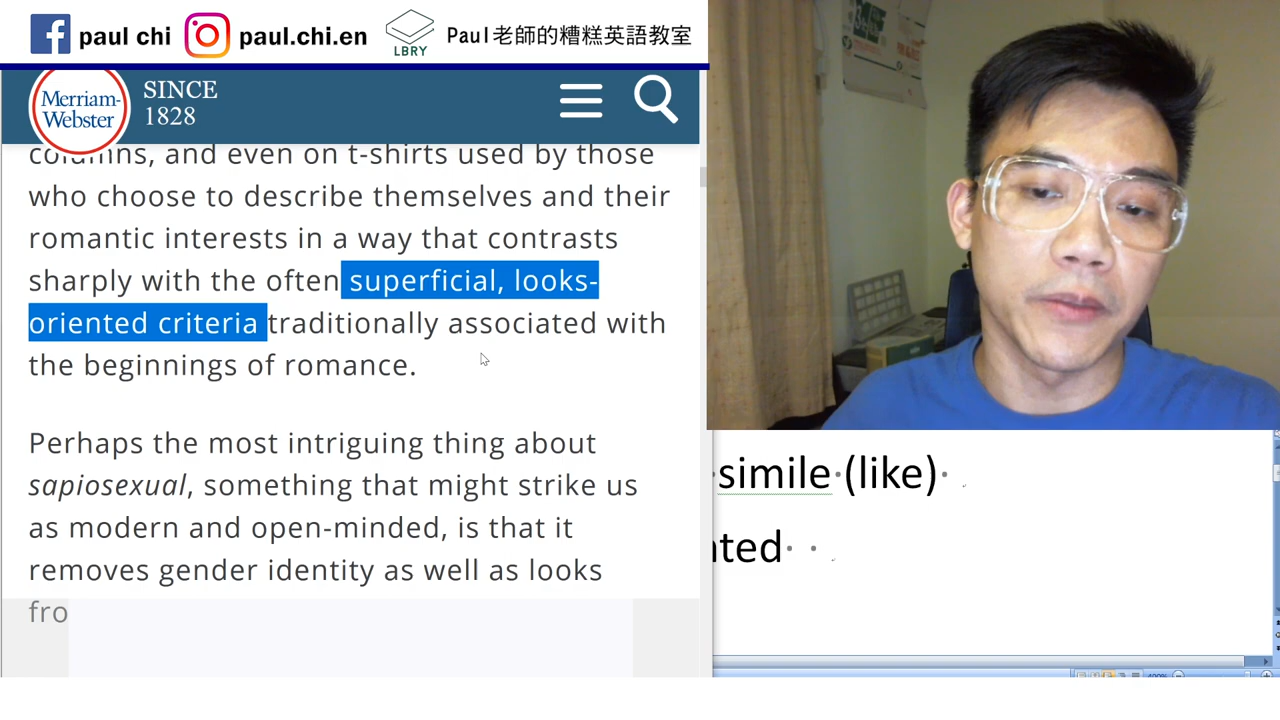 paul chi
paul.chi.en
LBRY
Paul老師的糟糕英語教室
Merriam-
Webster
SINCE
1828
columns, and even on t-shirts used by those
who choose to describe themselves and their
romantic interests in a way that contrasts
sharply with the often superficial, looks-
oriented criteria traditionally associated with
the beginnings of romance.
Perhaps the most intriguing thing about
sapiosexual, something that might strike us
as modern and open-minded, is that it
removes gender identity as well as looks
fro
simile (like)
nted